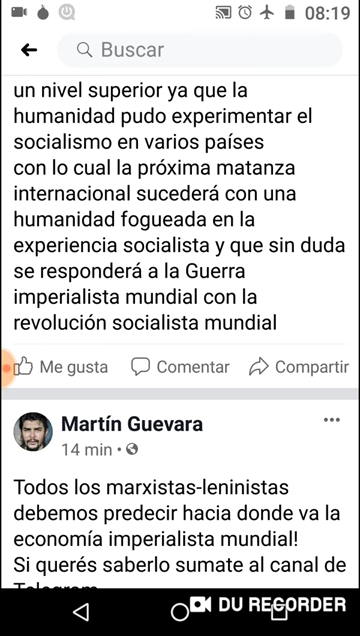 08:19
Buscar
un nivel superior ya que la
humanidad pudo experimentar el
socialismo en varios países
con lo cual la próxima matanza
internacional sucederá con una
humanidad fogueada en la
experiencia socialista y que sin duda
se responderá a la Guerra
imperialista mundial con la
revolución socialista mundial
Me gusta Comentar Compartir
Martín Guevara
14 min •
Todos los marxistas-leninistas
debemos predecir hacia donde va la
economía imperialista mundial!
Si querés saberlo sumate al canal de
Telegram
DU RECORDER